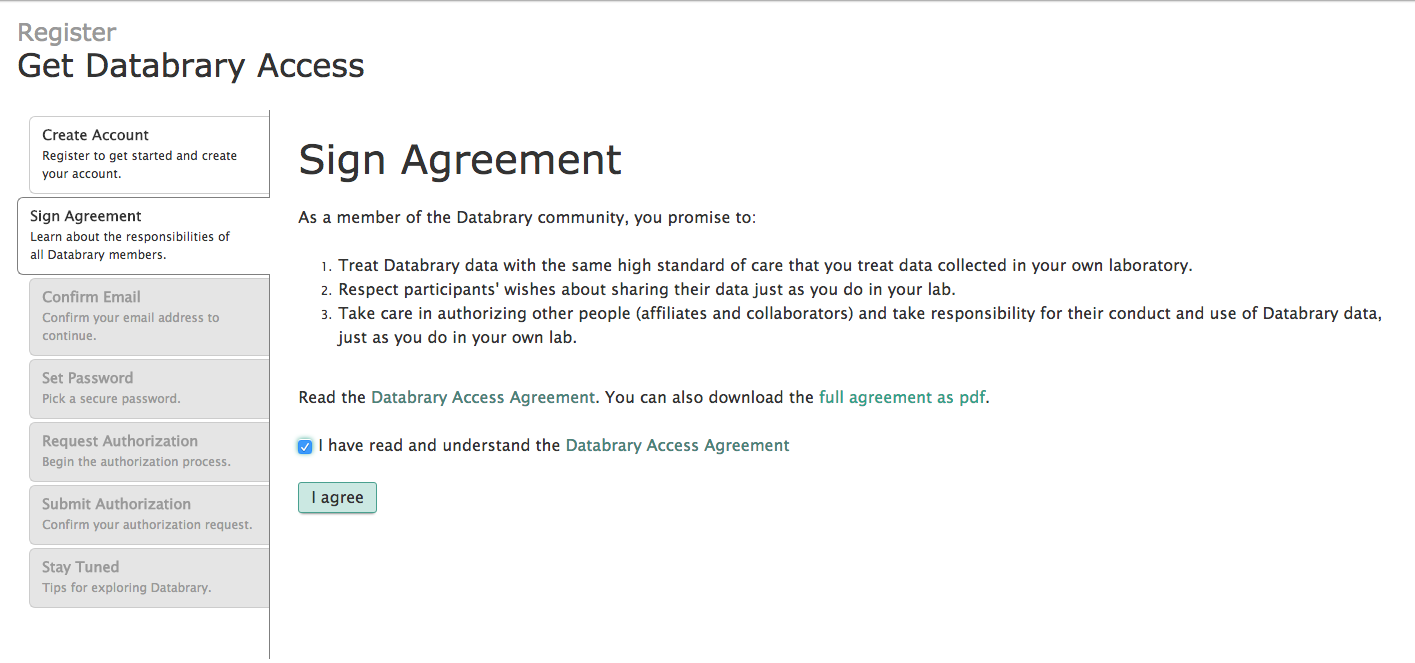 Register
Get Databrary Access
Create Account
Register to get started and create
your account.
Sign Agreement
Learn about the responsibilities of
all Databrary members.
Confirm Email
Confirm your email address to
continue.
Set Password
Pick a secure password.
Request Authorization
Begin the authorization process.
Submit Authorization
Confirm your authorization request.
Stay Tuned
Tips for exploring Databrary.
Sign Agreement
As a member of the Databrary community, you promise to:
1. Treat Databrary data with the same high standard of care that you treat data collected in your own laboratory.
2. Respect participants' wishes about sharing their data just as you do in your lab.
3. Take care in authorizing other people (affiliates and collaborators) and take responsibility for their conduct and use of Databrary data,
just as you do in your own lab.
Read the Databrary Access Agreement. You can also download the full agreement as pdf.
I have read and understand the Databrary Access Agreement
I agree